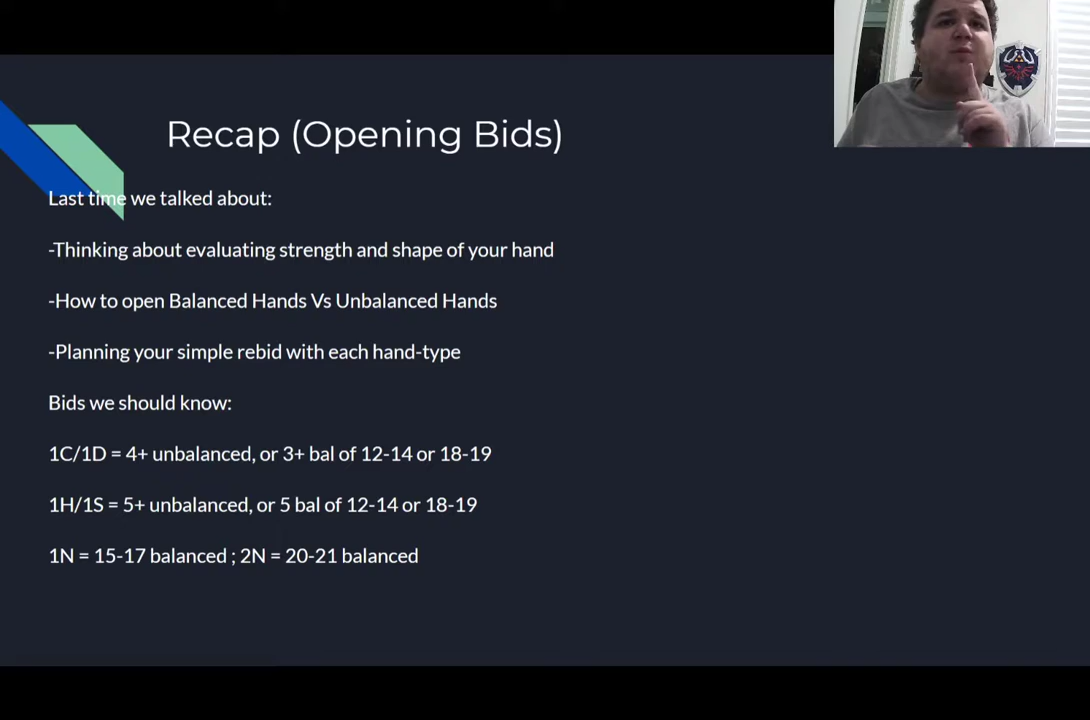 Recap (Opening Bids)
Last time we talked about:
-Thinking about evaluating strength and shape of your hand
-How to open Balanced Hands Vs Unbalanced Hands
-Planning your simple rebid with each hand-type
Bids we should know:
1C/1D = 4+ unbalanced, or 3+ bal of 12-14 or 18-19
1H/1S = 5+ unbalanced, or 5 bal of 12-14 or 18-19
1N = 15-17 balanced ; 2N = 20-21 balanced